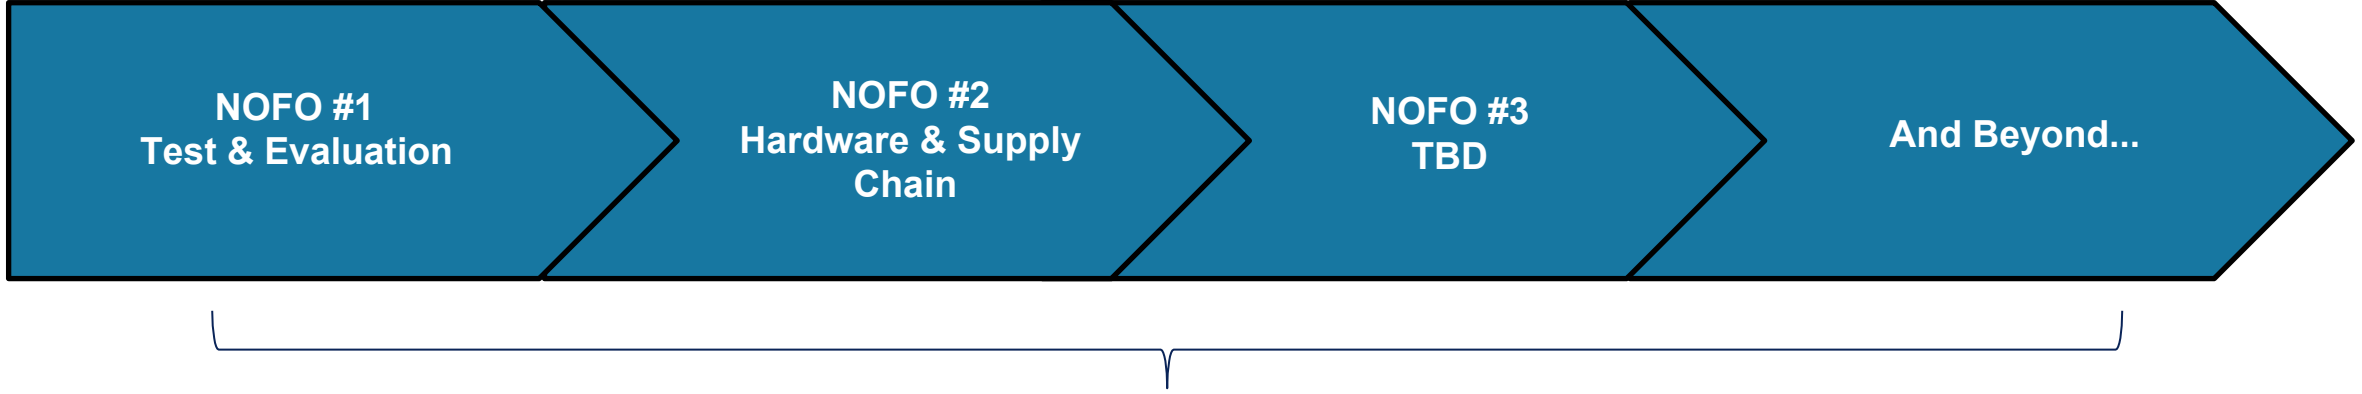 NOFO #1
Test & Evaluation
NOFO #2
Hardware & Supply
Chain
NOFO #3
TBD
And Beyond...